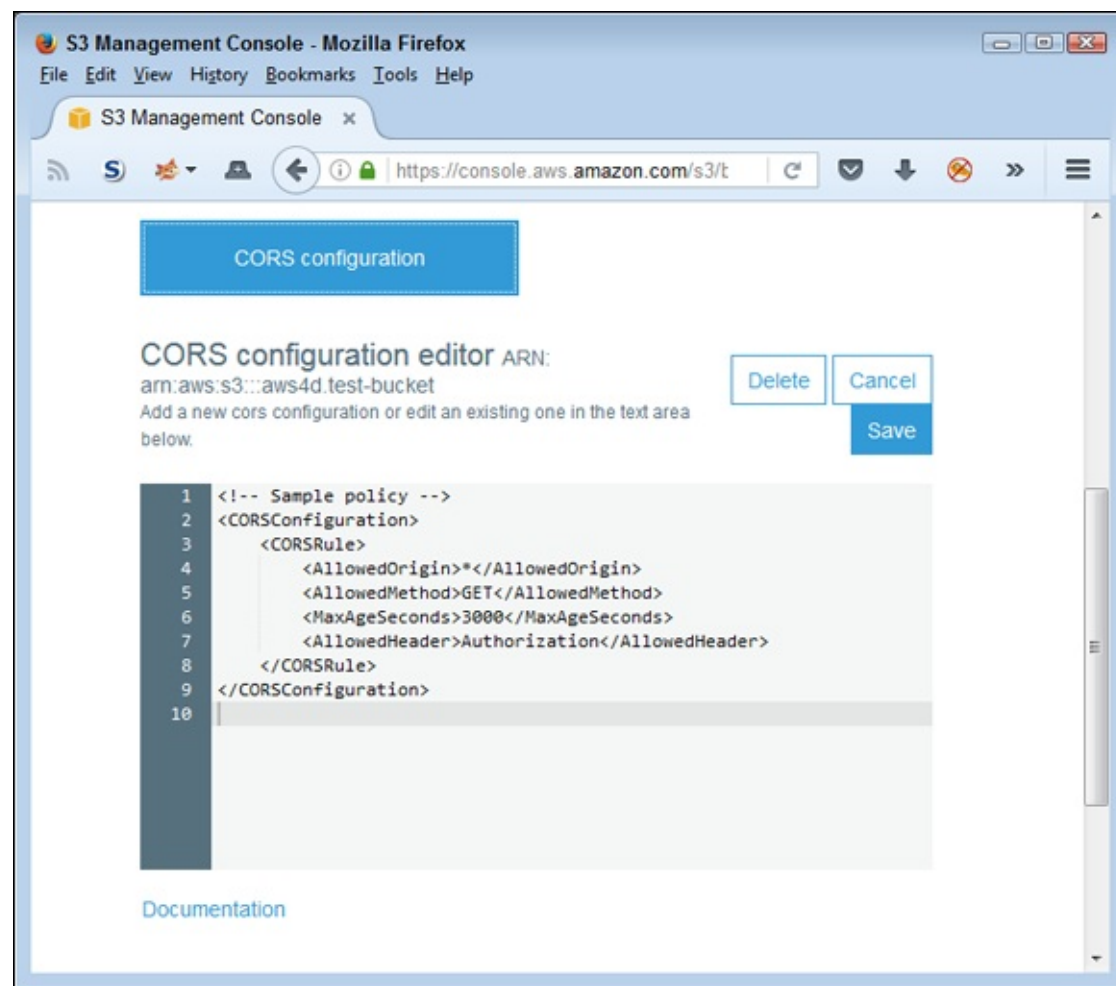 S3 Management Console - Mozilla Firefox
File Edit View History Bookmarks Tools Help
S3 Management Console ×
S https://console.aws.amazon.com/s3/b
CORS configuration
CORS configuration editor ARN:
arn:aws:s3:::aws4d.test-bucket
Add a new cors configuration or edit an existing one in the text area
below.
Delete Cancel
Save
1 <!-- Sample policy -->
2 <CORSConfiguration>
3 <CORSRule>
4 <AllowedOrigin>*</AllowedOrigin>
5 <AllowedMethod>GET</AllowedMethod>
6 <MaxAgeSeconds>3000</MaxAgeSeconds>
7 <AllowedHeader>Authorization</AllowedHeader>
8 </CORSRule>
9 </CORSConfiguration>
10
Documentation